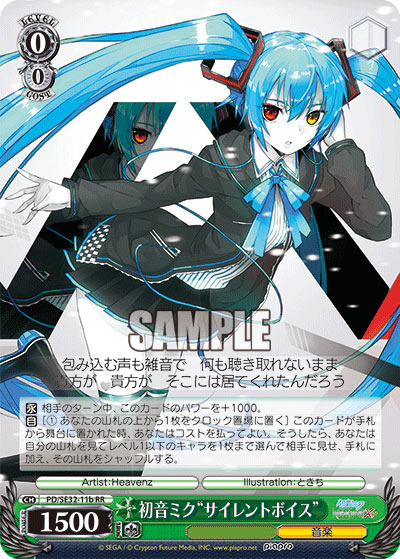 LEVEL
0
0
COST
SAMPLE
包み込む声も雑音で 何も聴き取れないまま
貴方が 貴方が そこには居てくれたんだろう
永 相手のターン中、このカードのパワーを+1000。
自 [① あなたの山札の上から1枚をクロック置場に置く] このカードが手札
から舞台に置かれた時、あなたはコストを払ってよい。そうしたら、あなたは
自分の山札を見てレベル1以下のキャラを1枚まで選んで相手に見せ、手札に
加え、その山札をシャッフルする。
Artist:Heavenz
Illustration:ときち
CH PD/SE32-11b RR
1500
初音ミク“サイレントボイス”
音楽
© SEGA / © Crypton Future Media, INC. www.piapro.net piapro